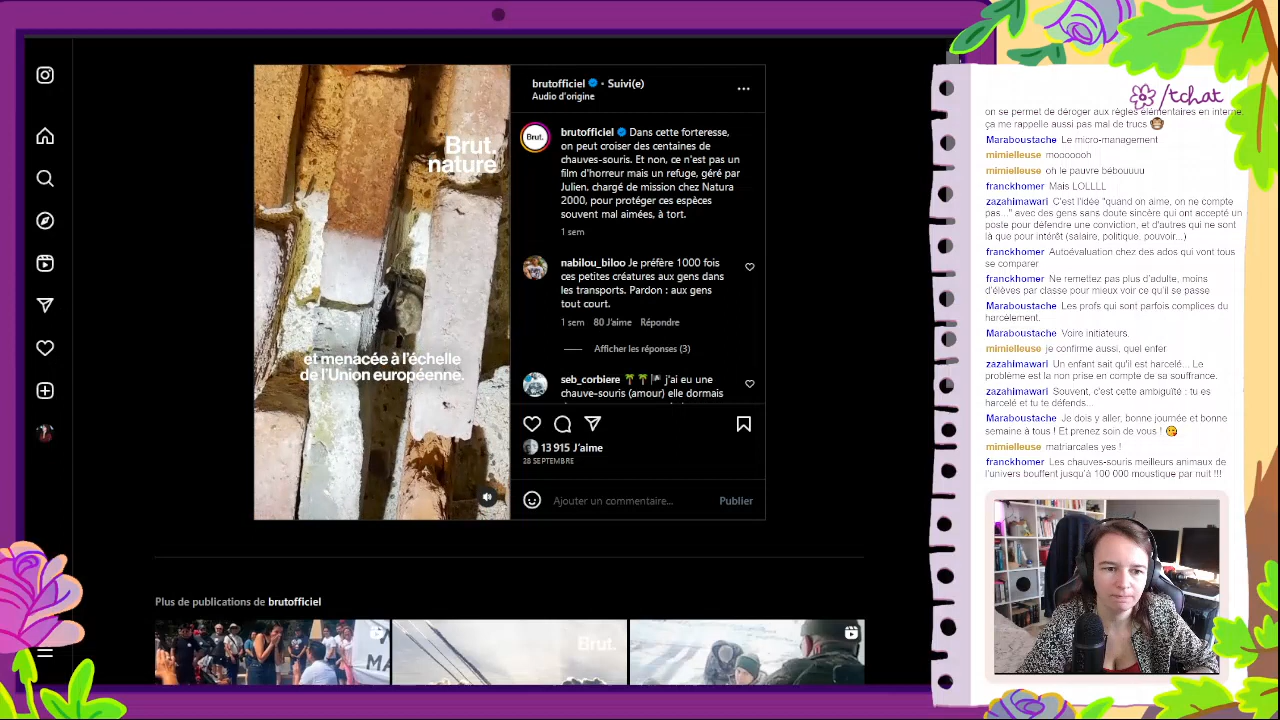 brutofficiel • Suivi(e)
Audio d'origine
brutofficiel Dans cette forteresse,
on peut croiser des centaines de
chauves-souris. Et non, ce n'est pas un
film d'horreur mais un refuge, géré par
Julien, chargé de mission chez Natura
2000, pour protéger ces espèces
souvent mal aimées, à tort.
1 sem
nabilou_biloo Je préfère 1000 fois
ces petites créatures aux gens dans
les transports. Pardon : aux gens
tout court.
1 sem 80 J'aime Répondre
Afficher les réponses (3)
seb_corbiere 🌴🌴 j'ai eu une
chauve-souris (amour) elle dormais
13 915 J'aime
28 SEPTEMBRE
Ajouter un commentaire... Publier
Brut.
nature
et menacée à l'échelle
de l'Union européenne.
Brut.
Plus de publications de brutofficiel
Brut.
/tchat
on se permet de déroger aux règles élémentaires en interne,
ça me rappelle aussi pas mal de trucs
Maraboustache Le micro-management
mimielleuse mooooooh
mimielleuse oh le pauvre bébouuuu
franckhomer Mais LOLLLL
zazahimawari C'est l'idée "quand on aime, on ne compte
pas..." avec des gens sans doute sincère qui ont accepté un
poste pour défendre une conviction, et d'autres qui ne sont
là que pour intérêt (salaire, politique, pouvoir...)
franckhomer Autoévaluation chez des ados qui vont tous
se comparer
franckhomer Ne remettez pas plus d'adulte, moins
d'élèves par classe pour mieux voir ce qu'il se passe
Maraboustache Les profs qui sont parfois complices du
harcèlement.
Maraboustache Voire initiateurs.
mimielleuse je confirme aussi, quel enfer
zazahimawari Un enfant sait qu'il est harcelé... Le
problème est la non prise en compte de sa souffrance.
zazahimawari Souvent, c'est cette ambiguïté : tu es
harcelé et tu te défends...
Maraboustache Je dois y aller, bonne journée et bonne
semaine à tous ! Et prenez soin de vous ! 😋
mimielleuse matriarcales yes !
franckhomer Les chauves-souris meilleurs animaux de
l'univers bouffent jusqu'à 100 000 moustique par nuit !!!